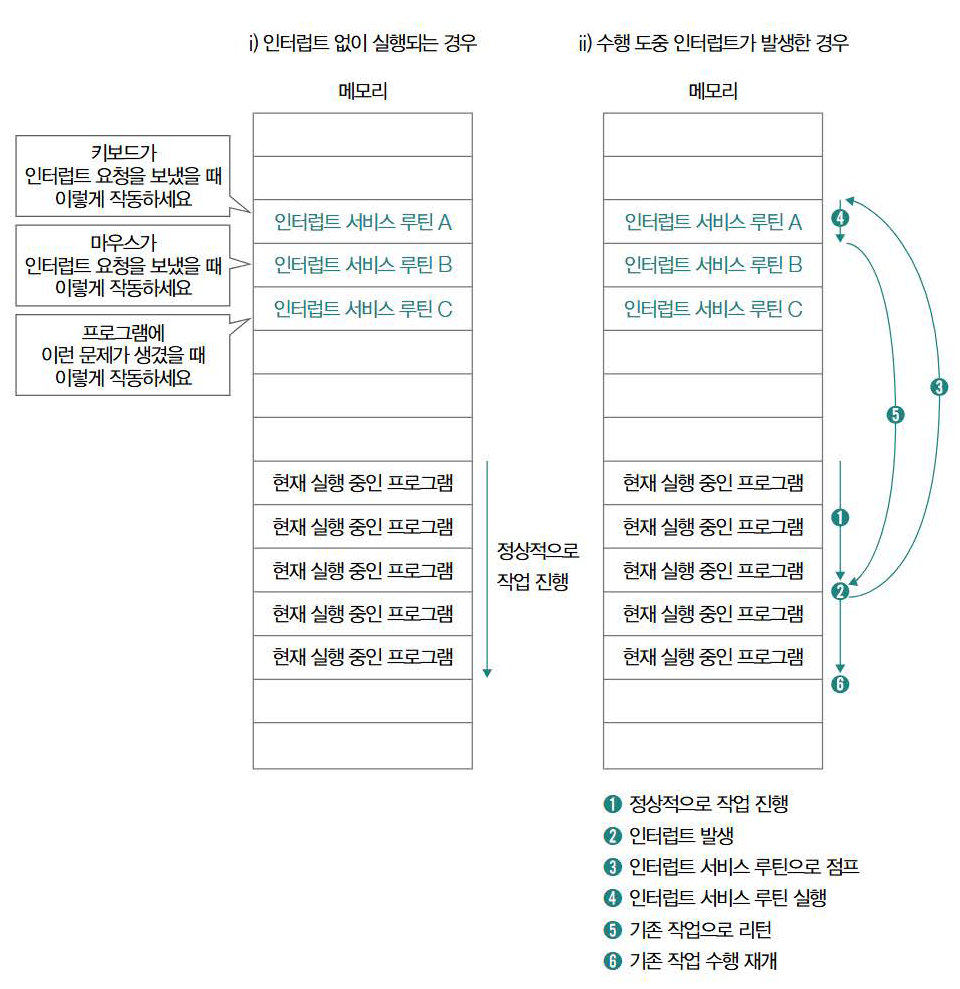 i) 인터럽트 없이 실행되는 경우
ii) 수행 도중 인터럽트가 발생한 경우
메모리
메모리
키보드가
인터럽트 요청을 보냈을 때
이렇게 작동하세요
마우스가
인터럽트 요청을 보냈을 때
이렇게 작동하세요
프로그램에
이런 문제가 생겼을 때
이렇게 작동하세요
인터럽트 서비스 루틴 A
인터럽트 서비스 루틴 B
인터럽트 서비스 루틴 C
현재 실행 중인 프로그램
현재 실행 중인 프로그램
현재 실행 중인 프로그램
현재 실행 중인 프로그램
현재 실행 중인 프로그램
정상적으로
작업 진행
인터럽트 서비스 루틴 A
인터럽트 서비스 루틴 B
인터럽트 서비스 루틴 C
현재 실행 중인 프로그램
현재 실행 중인 프로그램
현재 실행 중인 프로그램
현재 실행 중인 프로그램
현재 실행 중인 프로그램
❹
❸
❺
❶
❷
❻
❶ 정상적으로 작업 진행
❷ 인터럽트 발생
❸ 인터럽트 서비스 루틴으로 점프
❹ 인터럽트 서비스 루틴 실행
❺ 기존 작업으로 리턴
❻ 기존 작업 수행 재개